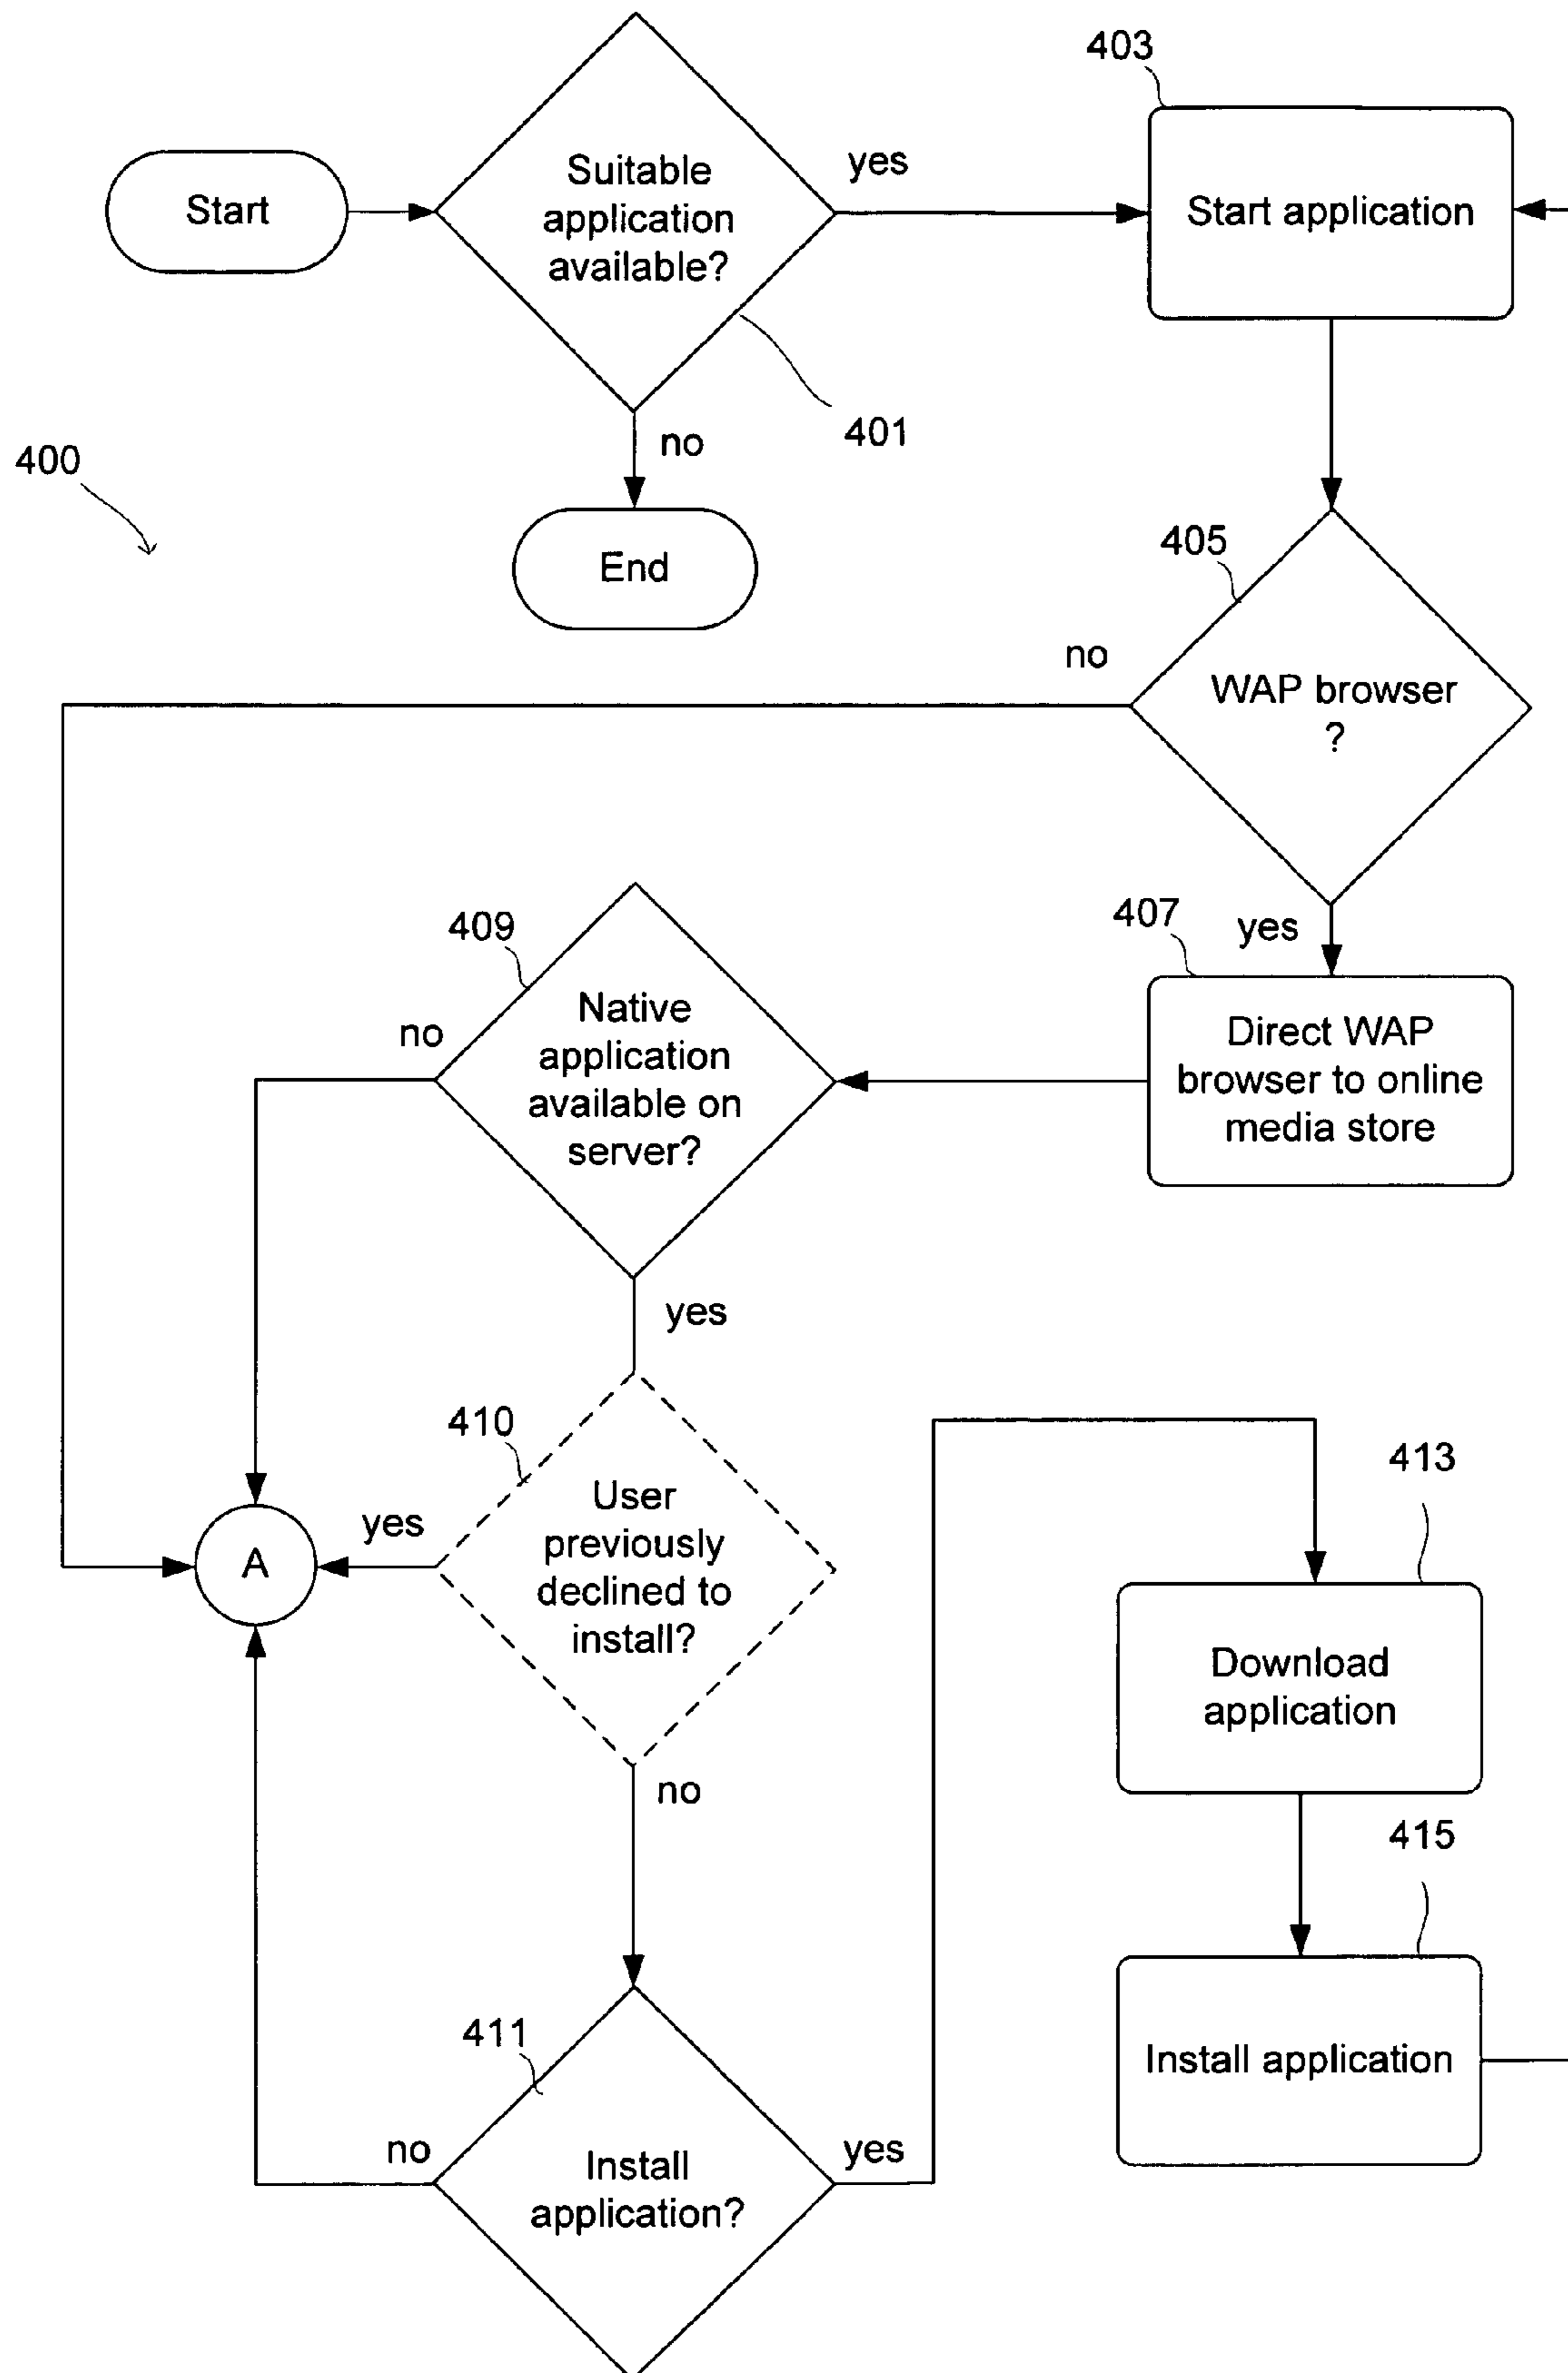 403
Start
Suitable
application
available?
yes
Start application
401
no
400
End
405
no
WAP browser
?
407
yes
409
Native
application
available on
server?
no
Direct WAP
browser to online
media store
yes
410
User
previously
declined to
install?
yes
A
413
Download
application
no
415
411
Install application
no
yes
Install
application?